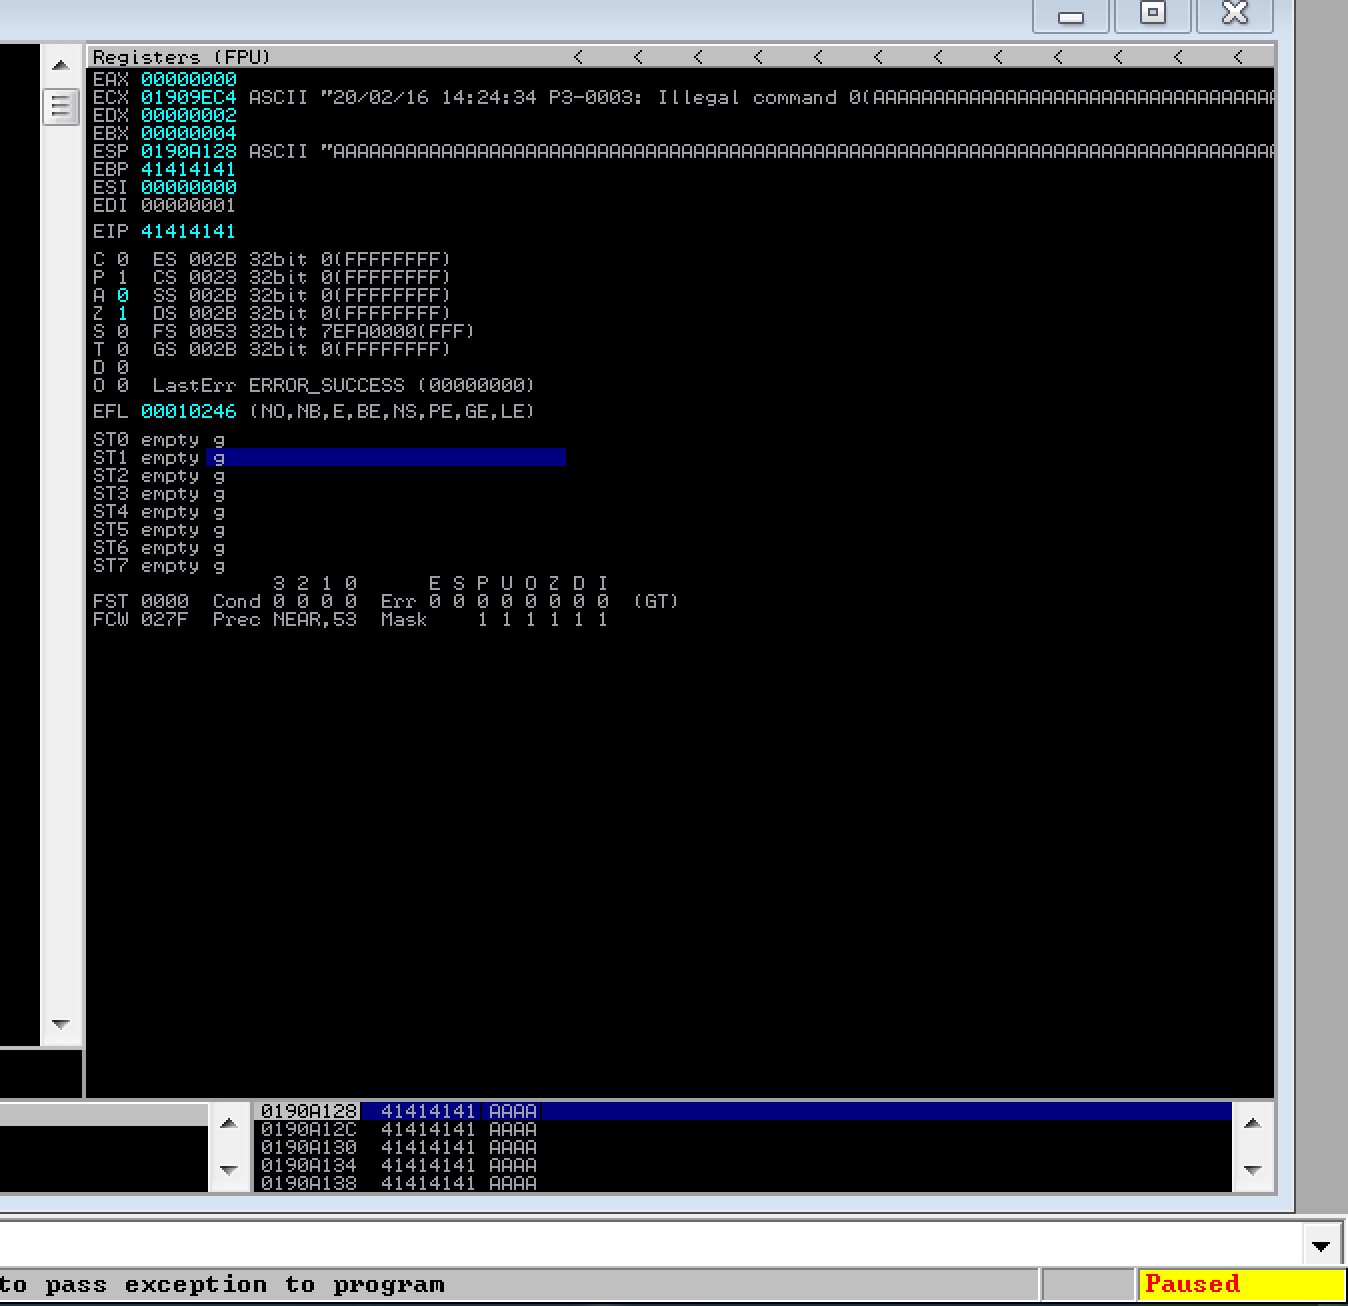 Registers (FPU) < < < < < < < < < < < <
EAX 00000000
ECX 01909EC4 ASCII "20/02/16 14:24:34 P3-0003: Illegal command 0(AAAAAAAAAAAAAAAAAAAAAAAAAAAAAAAAAA
EDX 00000002
EBX 00000004
ESP 0190A128 ASCII "AAAAAAAAAAAAAAAAAAAAAAAAAAAAAAAAAAAAAAAAAAAAAAAAAAAAAAAAAAAAAAAAAAAAAAAAAAAAAAA
EBP 41414141
ESI 00000000
EDI 00000001
EIP 41414141
C 0 ES 002B 32bit 0(FFFFFFFF)
P 1 CS 0023 32bit 0(FFFFFFFF)
A 0 SS 002B 32bit 0(FFFFFFFF)
Z 1 DS 002B 32bit 0(FFFFFFFF)
S 0 FS 0053 32bit 7EFA0000(FFF)
T 0 GS 002B 32bit 0(FFFFFFFF)
D 0
O 0 LastErr ERROR_SUCCESS (00000000)
EFL 00010246 (NO,NB,E,BE,NS,PE,GE,LE)
ST0 empty g
ST1 empty g
ST2 empty g
ST3 empty g
ST4 empty g
ST5 empty g
ST6 empty g
ST7 empty g
3 2 1 0 E S P U O Z D I
FST 0000 Cond 0 0 0 0 Err 0 0 0 0 0 0 0 0 (GT)
FCW 027F Prec NEAR,53 Mask 1 1 1 1 1 1
0190A128 41414141 AAAA
0190A12C 41414141 AAAA
0190A130 41414141 AAAA
0190A134 41414141 AAAA
0190A138 41414141 AAAA
to pass exception to program Paused